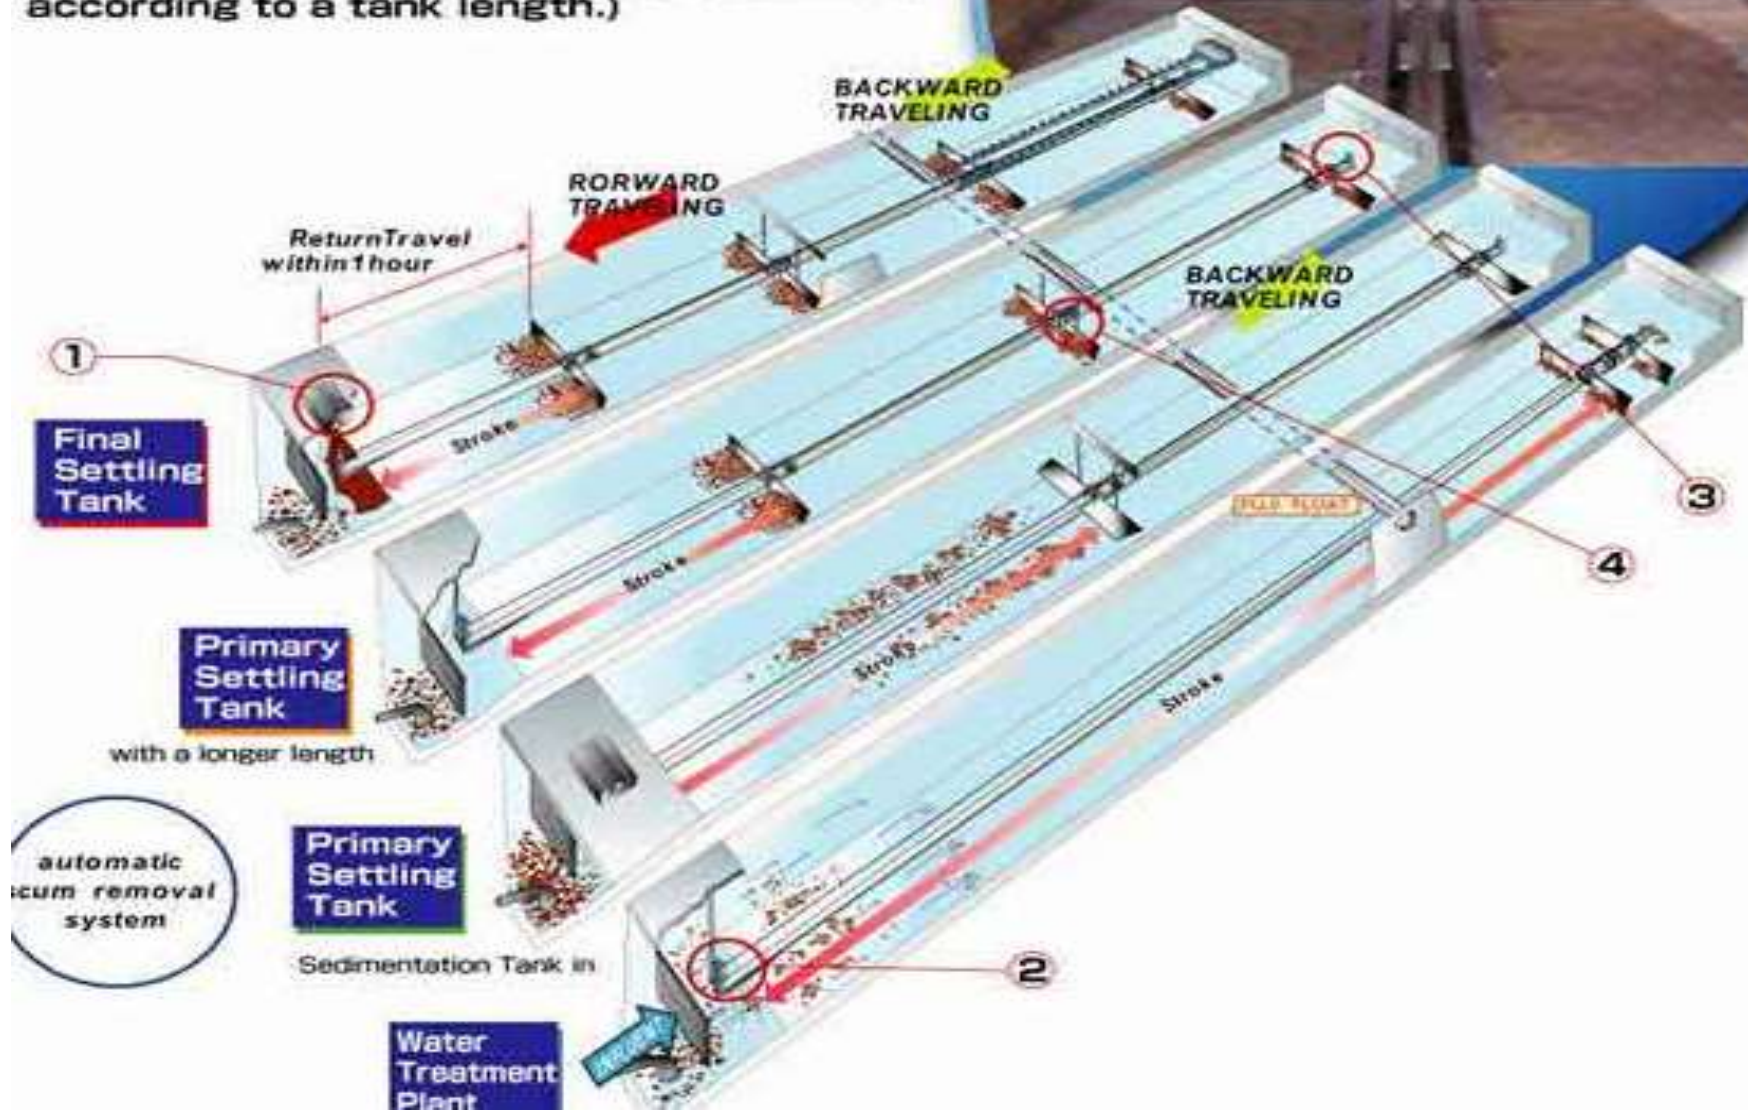 according to a tank length.)
BACKWARD
TRAVELING
RORWARD
TRAVELING
ReturnTravel
within1hour
BACKWARD
TRAVELING
1
Final
Settling
Tank
Stroke
3
4
Stroke
Primary
Settling
Tank
with a longer length
Stroke
Stroke
automatic
scum removal
system
Primary
Settling
Tank
Sedimentation Tank in
2
Water
Treatment
Plant